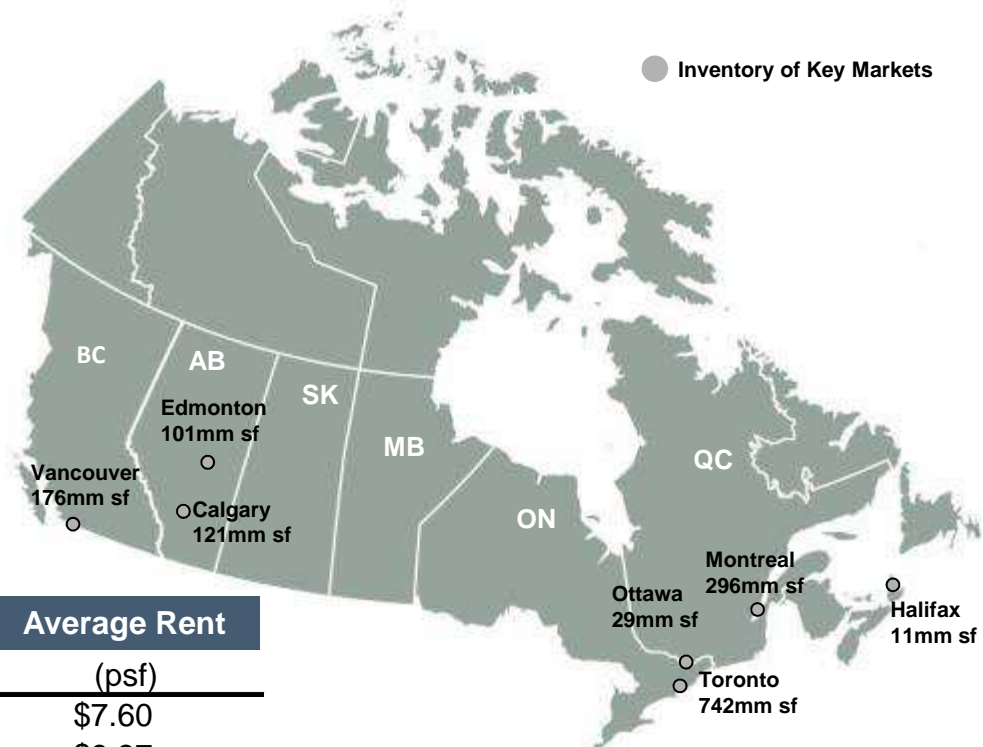 Inventory of Key Markets
BC
AB
SK
MB
ON
QC
Edmonton
101mm sf
Vancouver
176mm sf
Calgary
121mm sf
Montreal
296mm sf
Ottawa
29mm sf
Halifax
11mm sf
Toronto
742mm sf
Average Rent
(psf)
$7.60